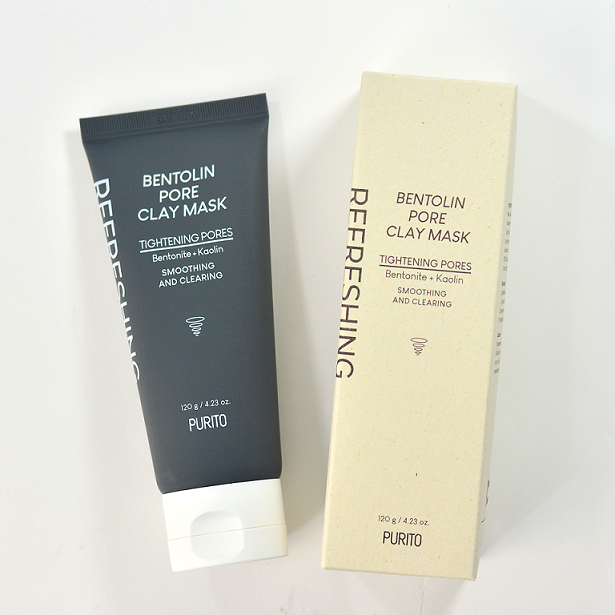 REFRESHING
BENTOLIN
PORE
CLAY MASK
TIGHTENING PORES
Bentonite + Kaolin
SMOOTHING
AND CLEARING
120 g / 4.23 oz.
PURITO
REFRESHING
BENTOLIN
PORE
CLAY MASK
TIGHTENING PORES
Bentonite + Kaolin
SMOOTHING
AND CLEARING
120 g / 4.23 oz.
PURITO